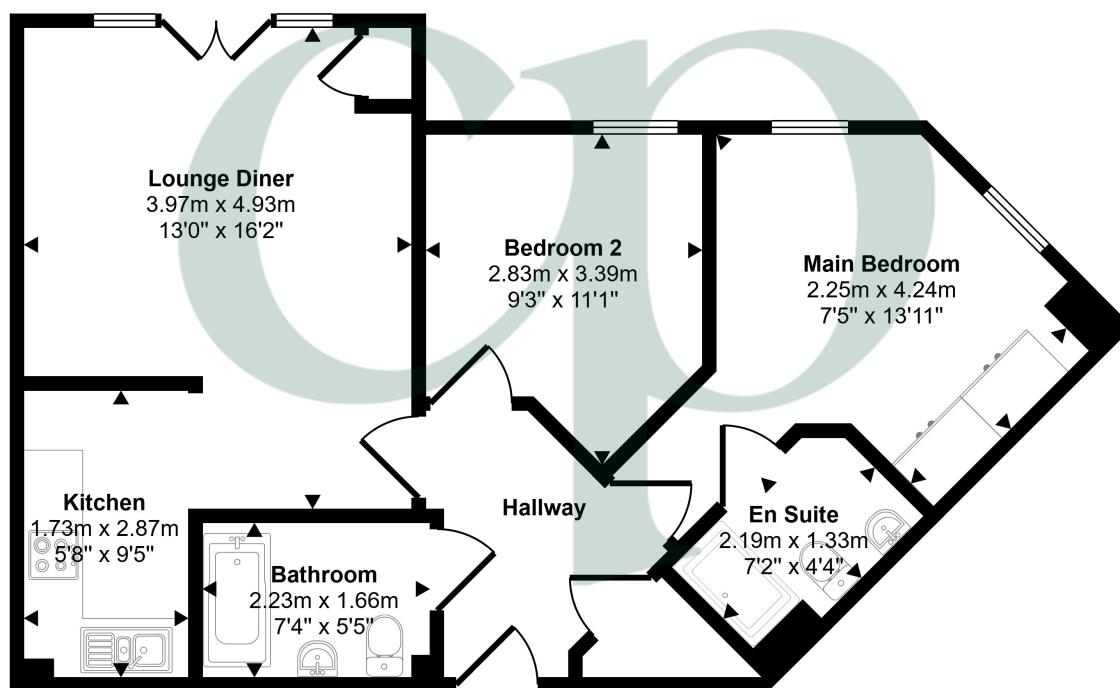 Lounge Diner
3.97m x 4.93m
13'0" x 16'2"
Bedroom 2
2.83m x 3.39m
9'3" x 11'1"
Main Bedroom
2.25m x 4.24m
7'5" x 13'11"
Kitchen
1.73m x 2.87m
5'8" x 9'5"
Hallway
En Suite
2.19m x 1.33m
7'2" x 4'4"
Bathroom
2.23m x 1.66m
7'4" x 5'5"
cp